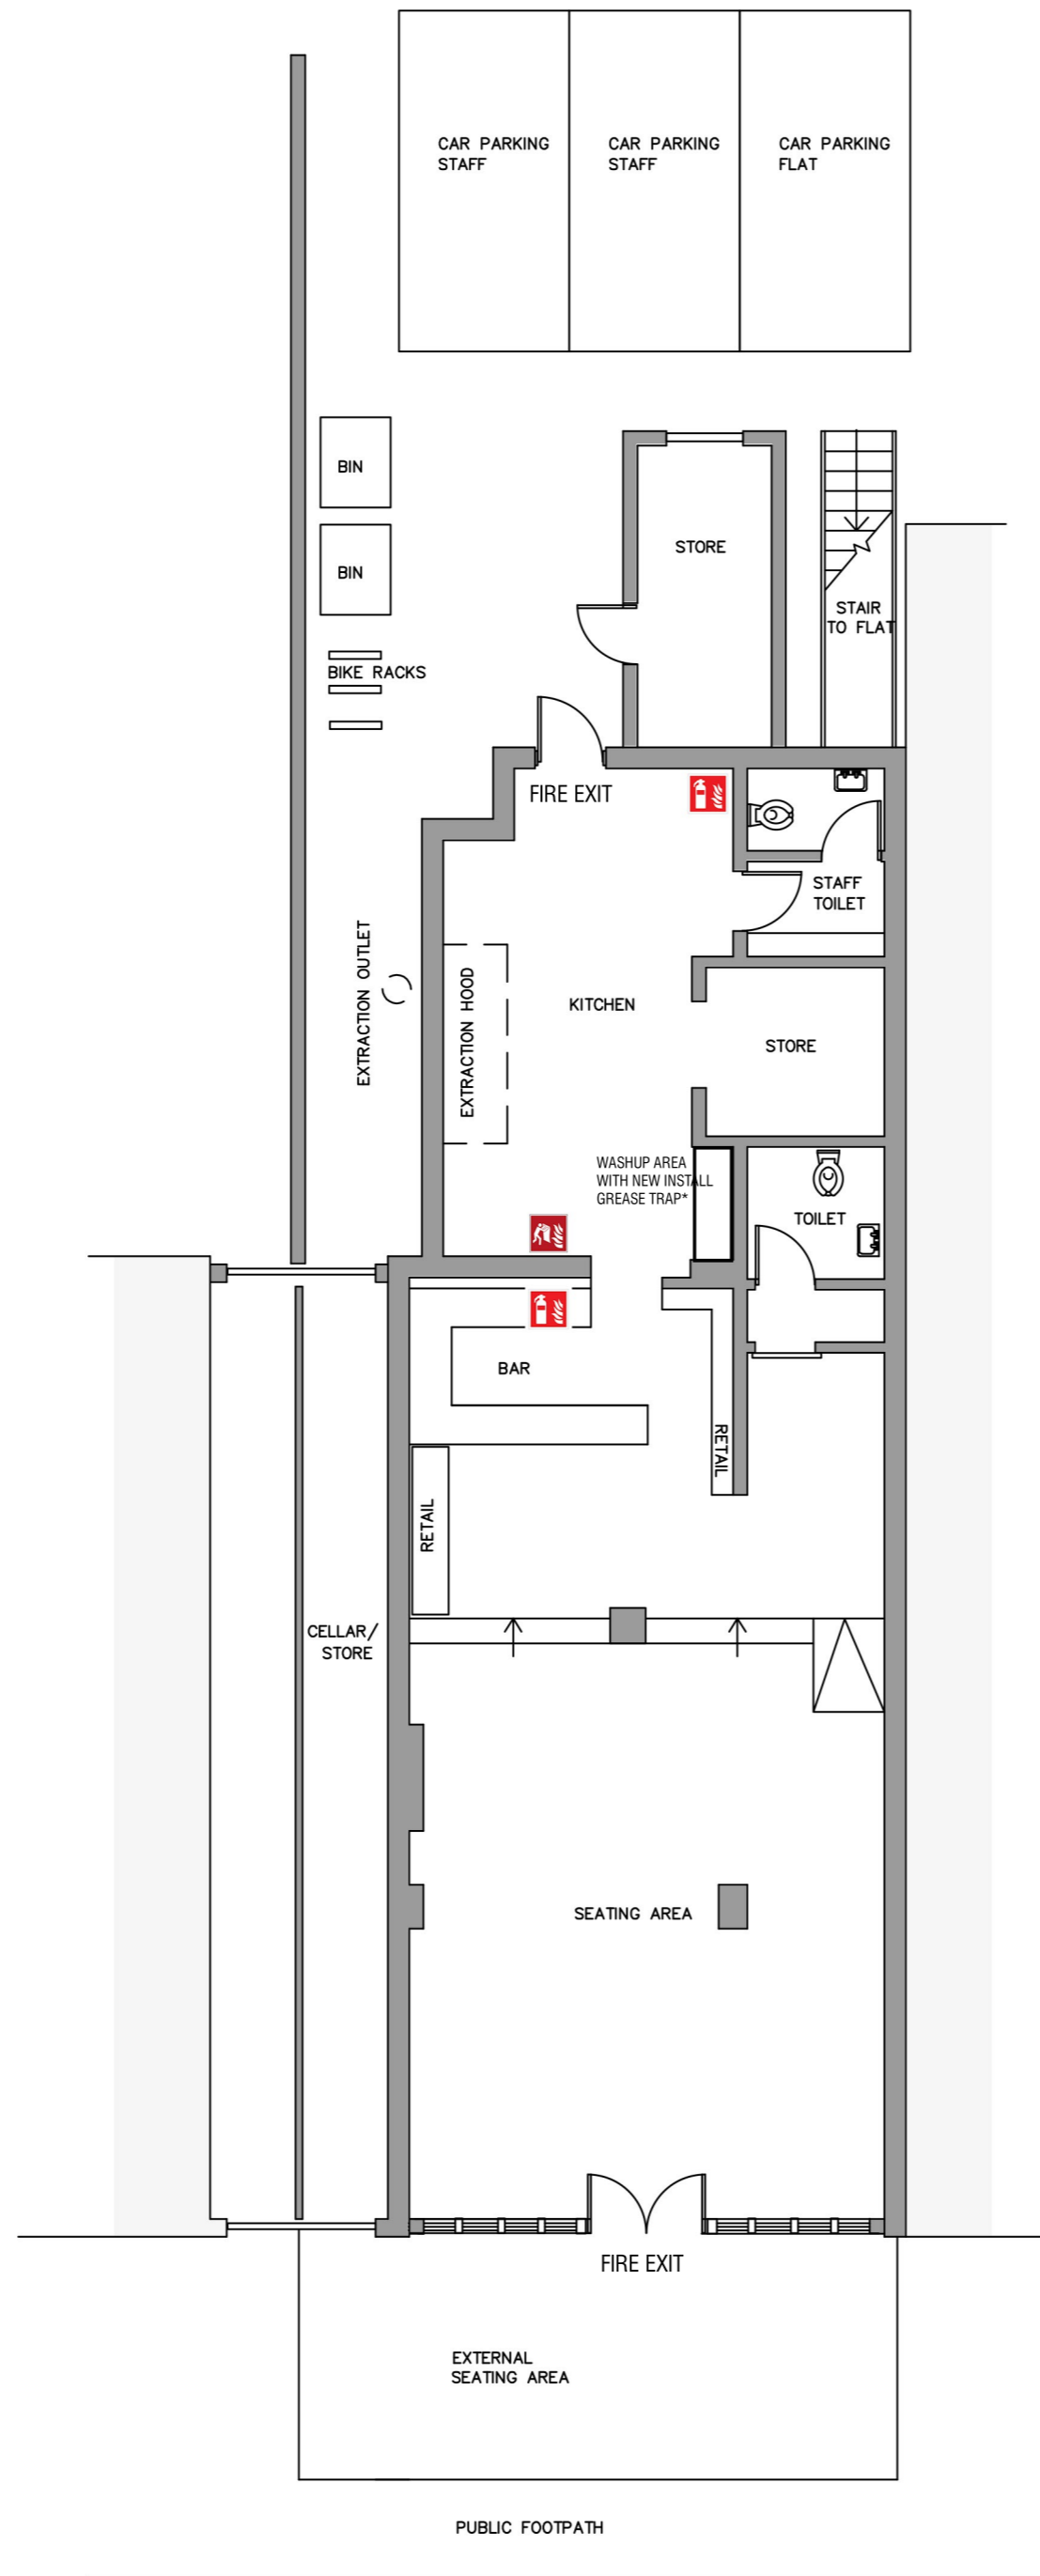 CAR PARKING
STAFF
CAR PARKING
STAFF
CAR PARKING
FLAT
BIN
BIN
STORE
STAIR
TO FLAT
BIKE RACKS
FIRE EXIT
STAFF
TOILET
EXTRACTION OUTLET
EXTRACTION HOOD
KITCHEN
STORE
WASHUP AREA
WITH NEW INSTALL
GREASE TRAP*
TOILET
BAR
RETAIL
RETAIL
CELLAR/
STORE
SEATING AREA
FIRE EXIT
EXTERNAL
SEATING AREA
PUBLIC FOOTPATH